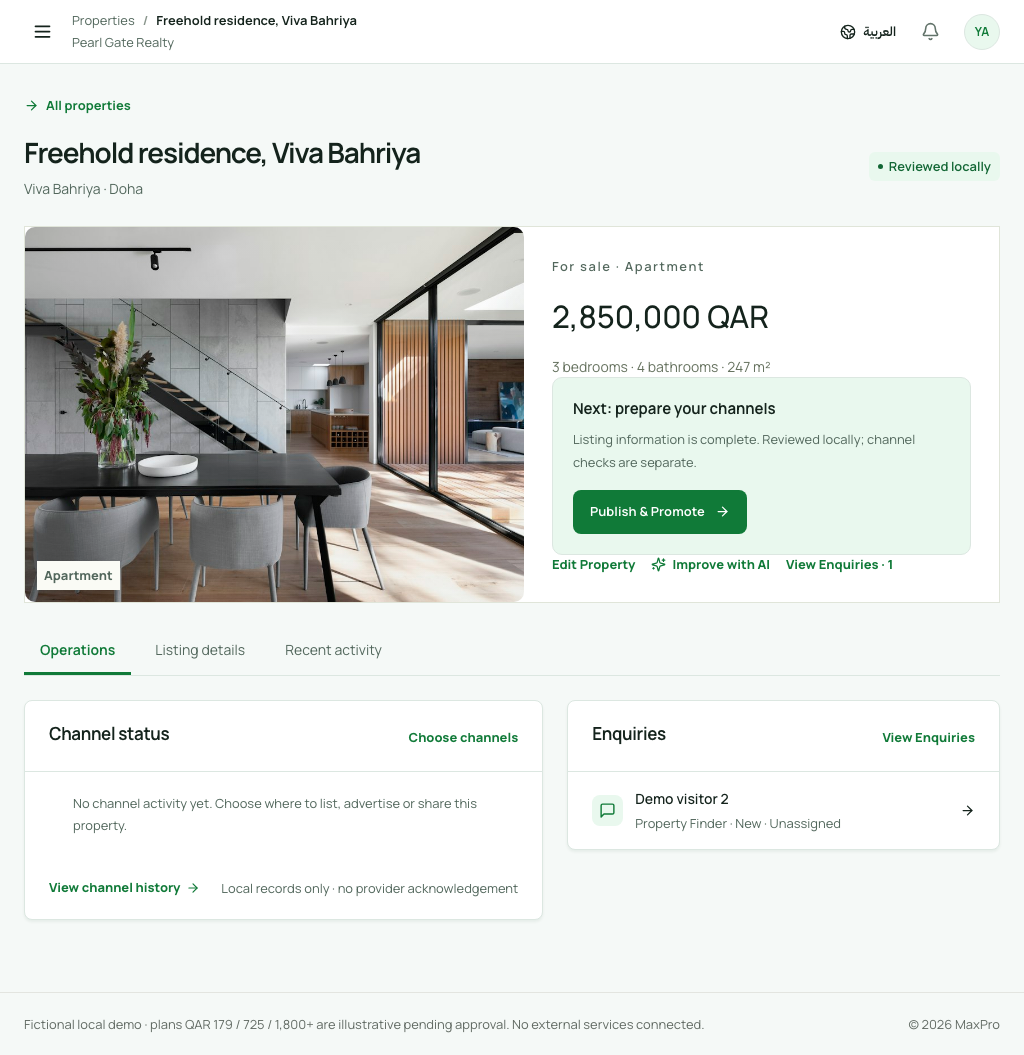 Properties / Freehold residence, Viva Bahriya
Pearl Gate Realty
العربية
YA
All properties
Freehold residence, Viva Bahriya
Viva Bahriya · Doha
Reviewed locally
Apartment
For sale · Apartment
2,850,000 QAR
3 bedrooms · 4 bathrooms · 247 m²
Next: prepare your channels
Listing information is complete. Reviewed locally; channel
checks are separate.
Publish & Promote
Edit Property
Improve with AI
View Enquiries · 1
Operations
Listing details
Recent activity
Channel status
Choose channels
No channel activity yet. Choose where to list, advertise or share this
property.
View channel history
Local records only · no provider acknowledgement
Enquiries
View Enquiries
Demo visitor 2
Property Finder · New · Unassigned
Fictional local demo · plans QAR 179 / 725 / 1,800+ are illustrative pending approval. No external services connected.
© 2026 MaxPro